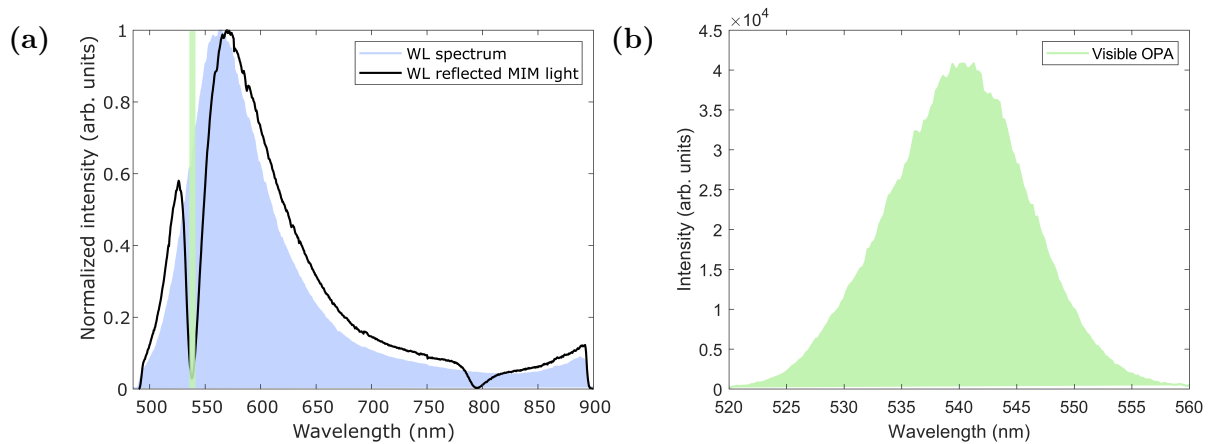 (a)
Normalized intensity (arb. units)
1
0.8
0.6
0.4
0.2
0
500 550 600 650 700 750 800 850 900
Wavelength (nm)
WL spectrum
WL reflected MIM light
(b)
×10⁴
Intensity (arb. units)
4.5
4
3.5
3
2.5
2
1.5
1
0.5
0
520 525 530 535 540 545 550 555 560
Wavelength (nm)
Visible OPA